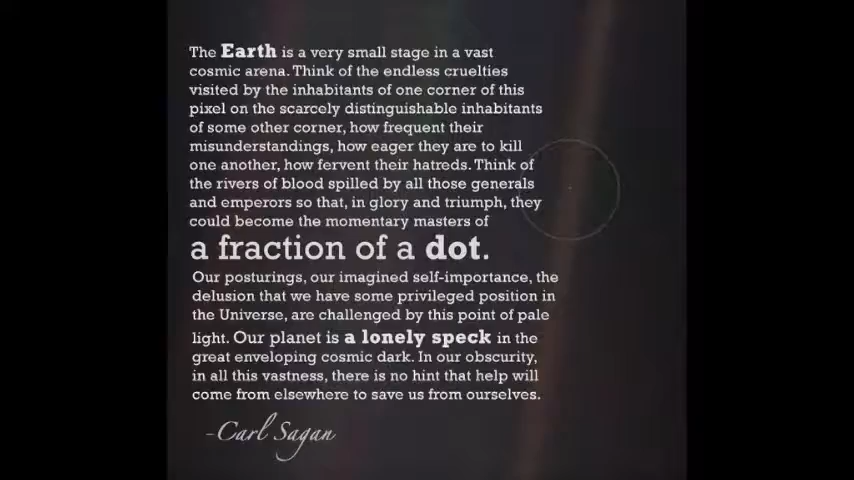 The Earth is a very small stage in a vast
cosmic arena. Think of the endless cruelties
visited by the inhabitants of one corner of this
pixel on the scarcely distinguishable inhabitants
of some other corner, how frequent their
misunderstandings, how eager they are to kill
one another, how fervent their hatreds. Think of
the rivers of blood spilled by all those generals
and emperors so that, in glory and triumph, they
could become the momentary masters of
a fraction of a dot.
Our posturings, our imagined self-importance, the
delusion that we have some privileged position in
the Universe, are challenged by this point of pale
light. Our planet is a lonely speck in the
great enveloping cosmic dark. In our obscurity,
in all this vastness, there is no hint that help will
come from elsewhere to save us from ourselves.
-Carl Sagan